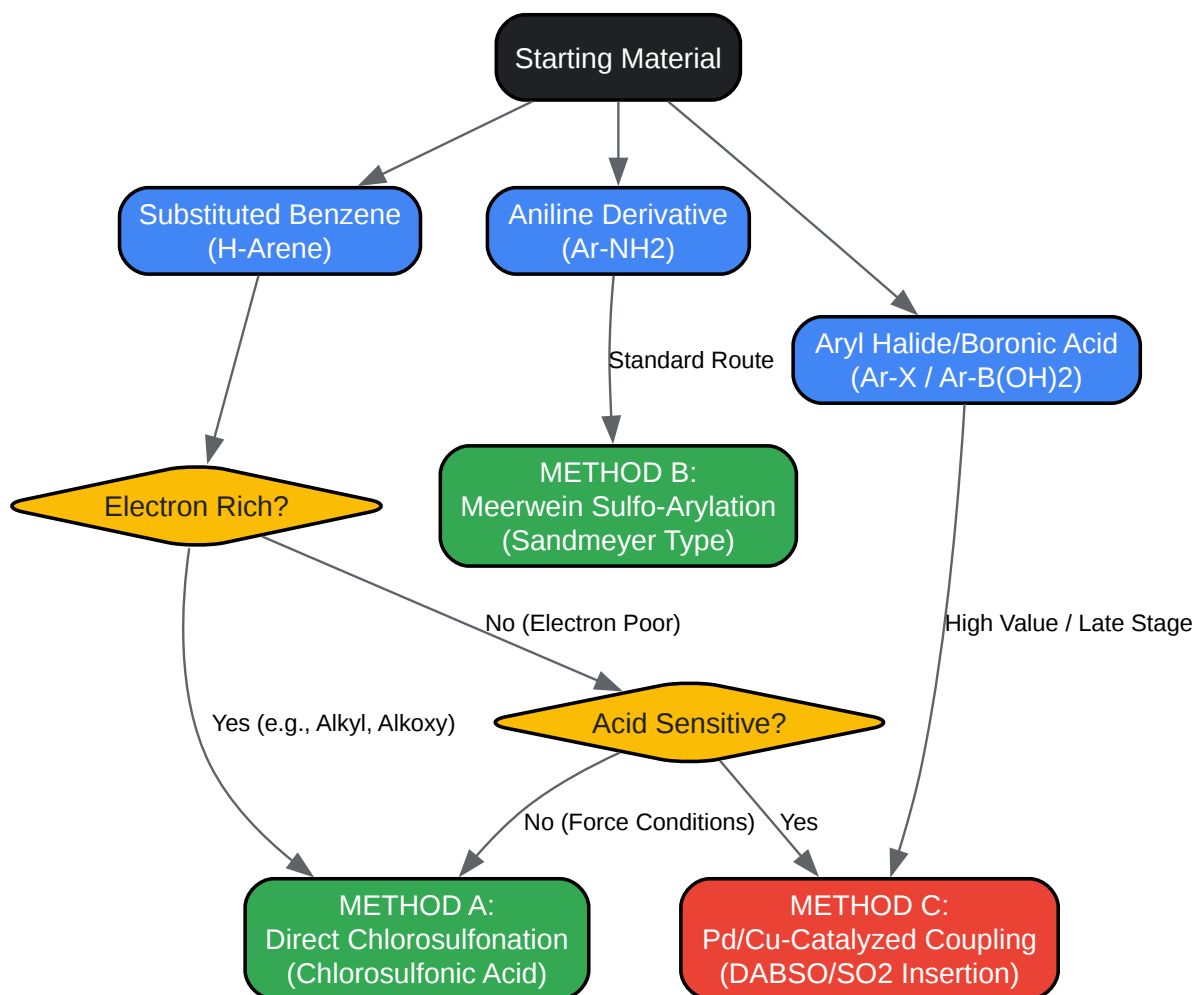 Starting Material
Substituted Benzene
(H-Arene)
Aniline Derivative
(Ar-NH2)
Aryl Halide/Boronic Acid
(Ar-X / Ar-B(OH)2)
Standard Route
METHOD B:
Meerwein Sulfo-Arylation
(Sandmeyer Type)
Electron Rich?
No (Electron Poor)
High Value / Late Stage
Yes (e.g., Alkyl, Alkoxy)
Acid Sensitive?
No (Force Conditions)
Yes
METHOD A:
Direct Chlorosulfonation
(Chlorosulfonic Acid)
METHOD C:
Pd/Cu-Catalyzed Coupling
(DABSO/SO2 Insertion)